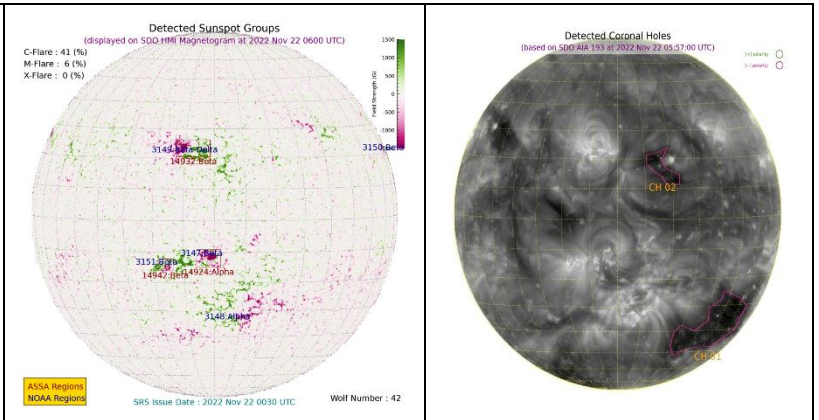 Detected Sunspot Groups
(displayed on SDO HMI Magnetogram at 2022 Nov 22 0600 UTC)
C-Flare : 41 (%)
M-Flare : 6 (%)
X-Flare : 0 (%)
1500
1000
500
0
-500
-1000
Field Strength (G)
3150:Beta
14932:Beta
3147:Beta
3151:Beta
14924:Alpha
14942:Beta
3148:Alpha
ASSA Regions
NOAA Regions
SRS Issue Date : 2022 Nov 22 0030 UTC
Wolf Number : 42
Detected Coronal Holes
(based on SDO AIA 193 at 2022 Nov 22 05:57:00 UTC)
(+) polarity
(-) polarity
CH 02
CH 01